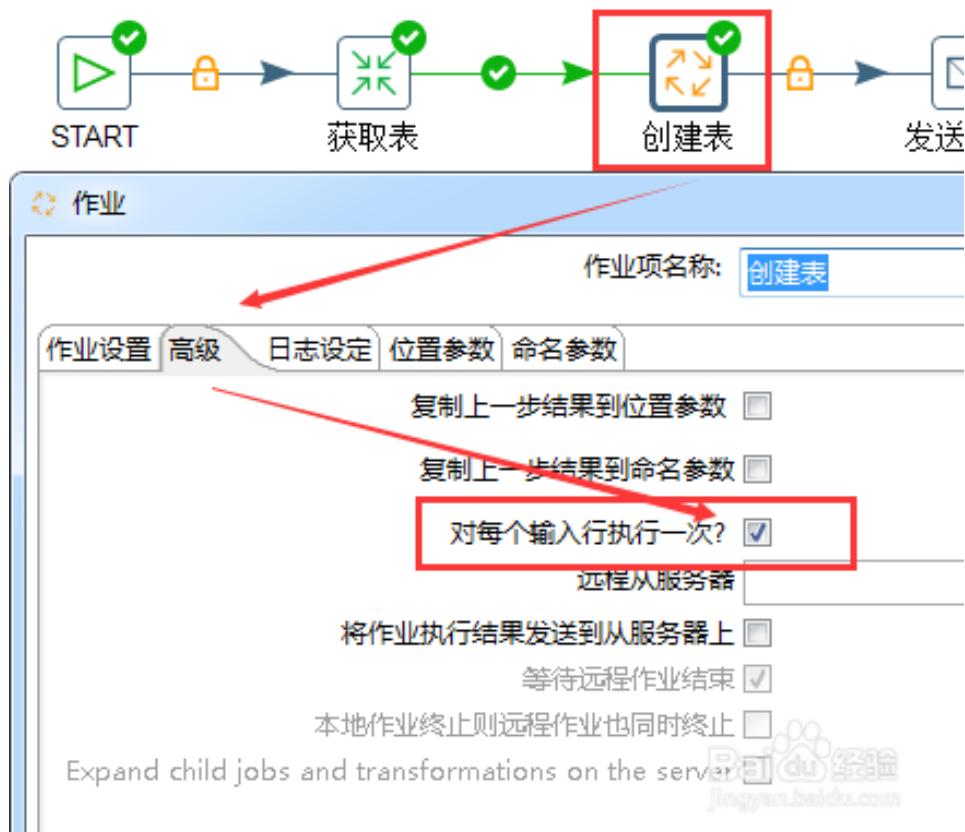 START 获取表 创建表 发送
作业
作业项名称: 创建表
作业设置 高级 日志设定 位置参数 命名参数
复制上一步结果到位置参数
复制上一步结果到命名参数
对每个输入行执行一次?
远程从服务器
将作业执行结果发送到从服务器上
等待远程作业结束
本地作业终止则远程作业也同时终止
Expand child jobs and transformations on the server
Baidu 经验
jingyan.baidu.com